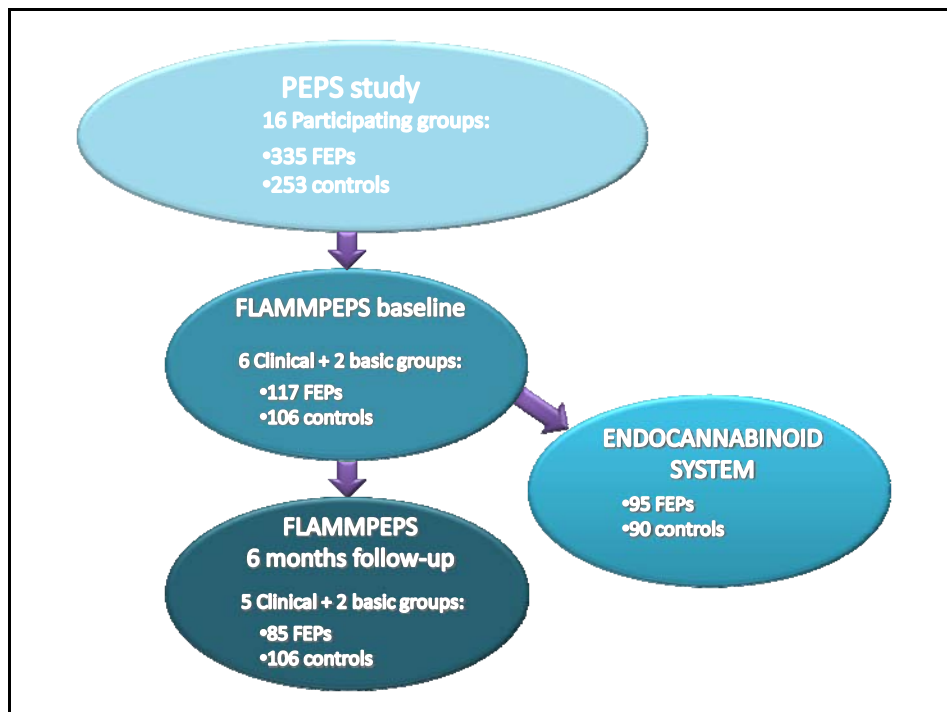 PEPS study
16 Participating groups:
•335 FEPs
•253 controls
FLAMMPEPS baseline
6 Clinical + 2 basic groups:
•117 FEPs
•106 controls
ENDOCANNABINOID
SYSTEM
•95 FEPs
•90 controls
FLAMMPEPS
6 months follow-up
5 Clinical + 2 basic groups:
•85 FEPs
•106 controls